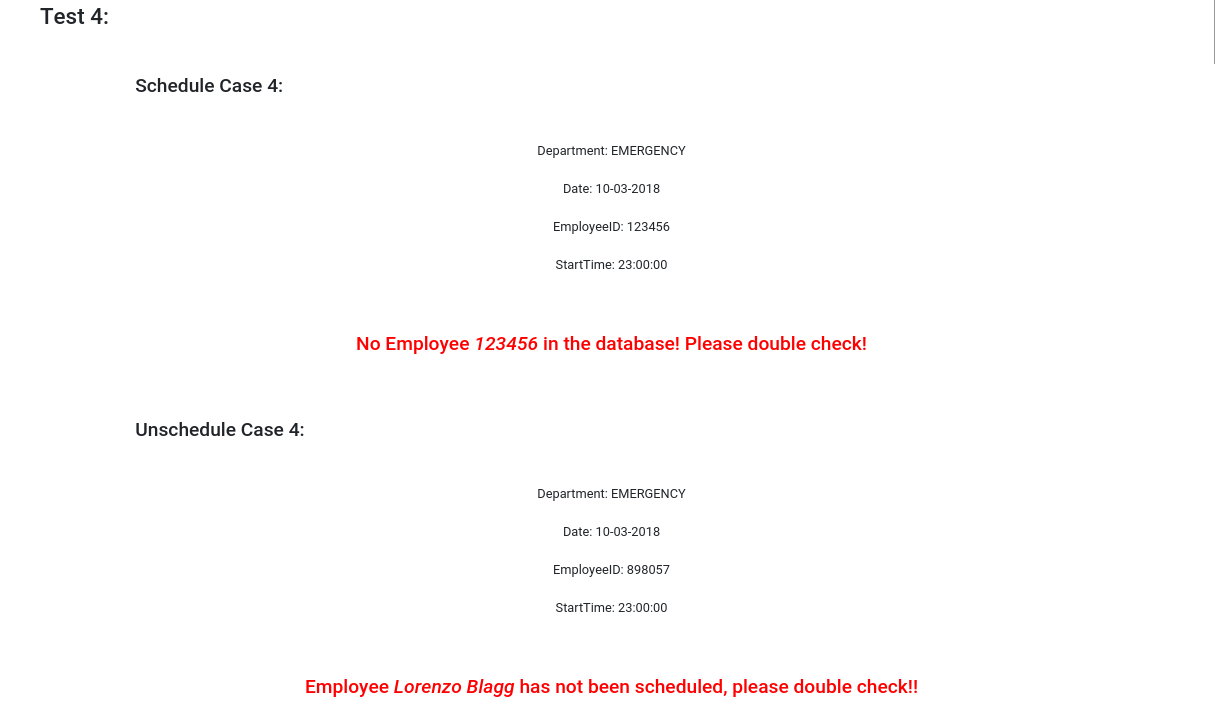 Test 4:
Schedule Case 4:
Department: EMERGENCY
Date: 10-03-2018
EmployeeID: 123456
StartTime: 23:00:00
No Employee 123456 in the database! Please double check!
Unschedule Case 4:
Department: EMERGENCY
Date: 10-03-2018
EmployeeID: 898057
StartTime: 23:00:00
Employee Lorenzo Blagg has not been scheduled, please double check!!